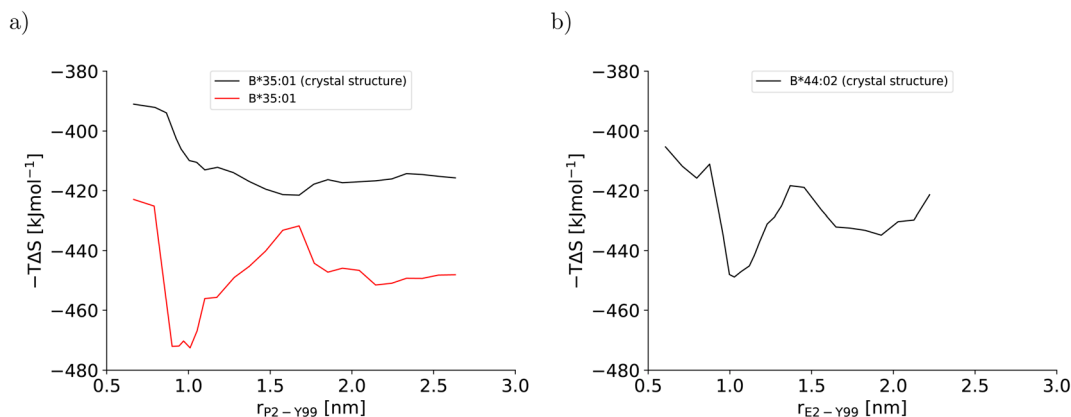 a)
−380
−400
−420
−440
−460
−480
−TΔS [kJmol⁻¹]
B*35:01 (crystal structure)
B*35:01
0.5 1.0 1.5 2.0 2.5 3.0
rP2 − Y99 [nm]
b)
−380
−400
−420
−440
−460
−480
−TΔS [kJmol⁻¹]
B*44:02 (crystal structure)
0.5 1.0 1.5 2.0 2.5 3.0
rE2 − Y99 [nm]